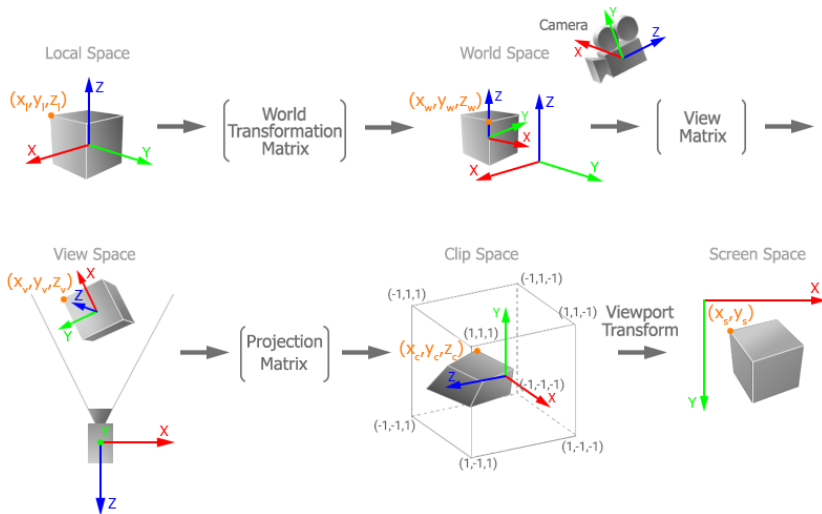 Local Space
(x_l, y_l, z_l)
Z
X
Y
World
Transformation
Matrix
World Space
(x_w, y_w, z_w)
Z
Y
X
Z
X
Y
Camera
Y
X
Z
View
Matrix
View Space
(x_v, y_v, z_v)
X
Z
Y
Y
X
Z
Projection
Matrix
Clip Space
(-1,1,-1)
(-1,1,1)
(1,1,-1)
(1,1,1)
(x_c, y_c, z_c)
Y
Z
X
(-1,-1,-1)
(-1,-1,1)
(1,-1,-1)
(1,-1,1)
Viewport
Transform
Screen Space
X
(x_s, y_s)
Y